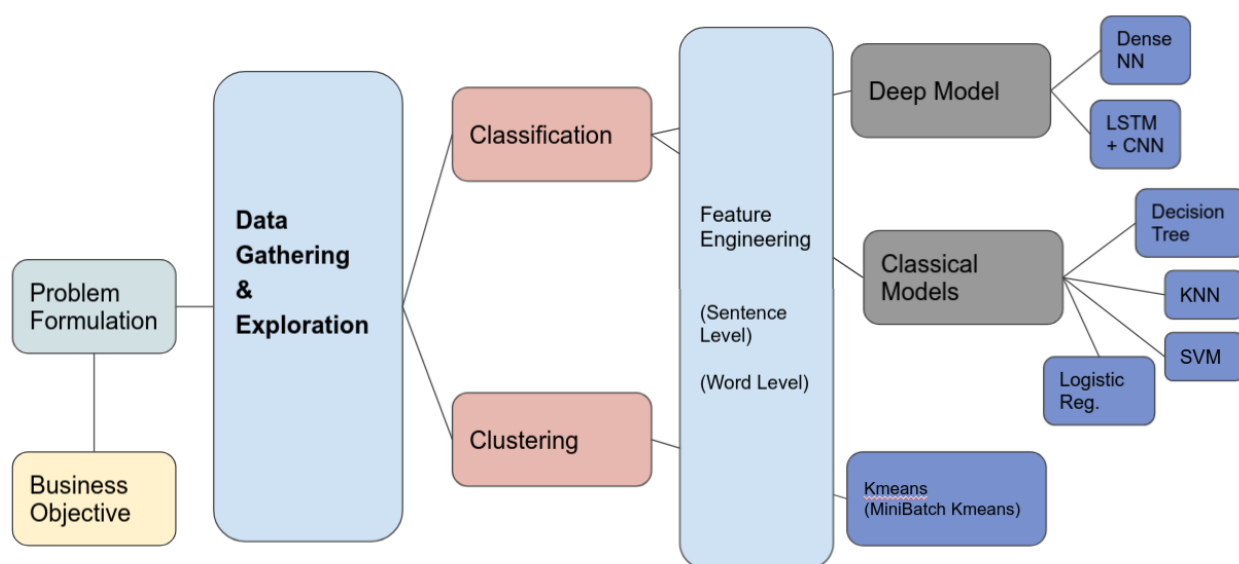 Problem
Formulation
Business
Objective
Data
Gathering
&
Exploration
Classification
Clustering
Feature
Engineering
(Sentence
Level)
(Word Level)
Deep Model
Dense
NN
LSTM
+ CNN
Classical
Models
Decision
Tree
KNN
SVM
Logistic
Reg.
Kmeans
(MiniBatch Kmeans)